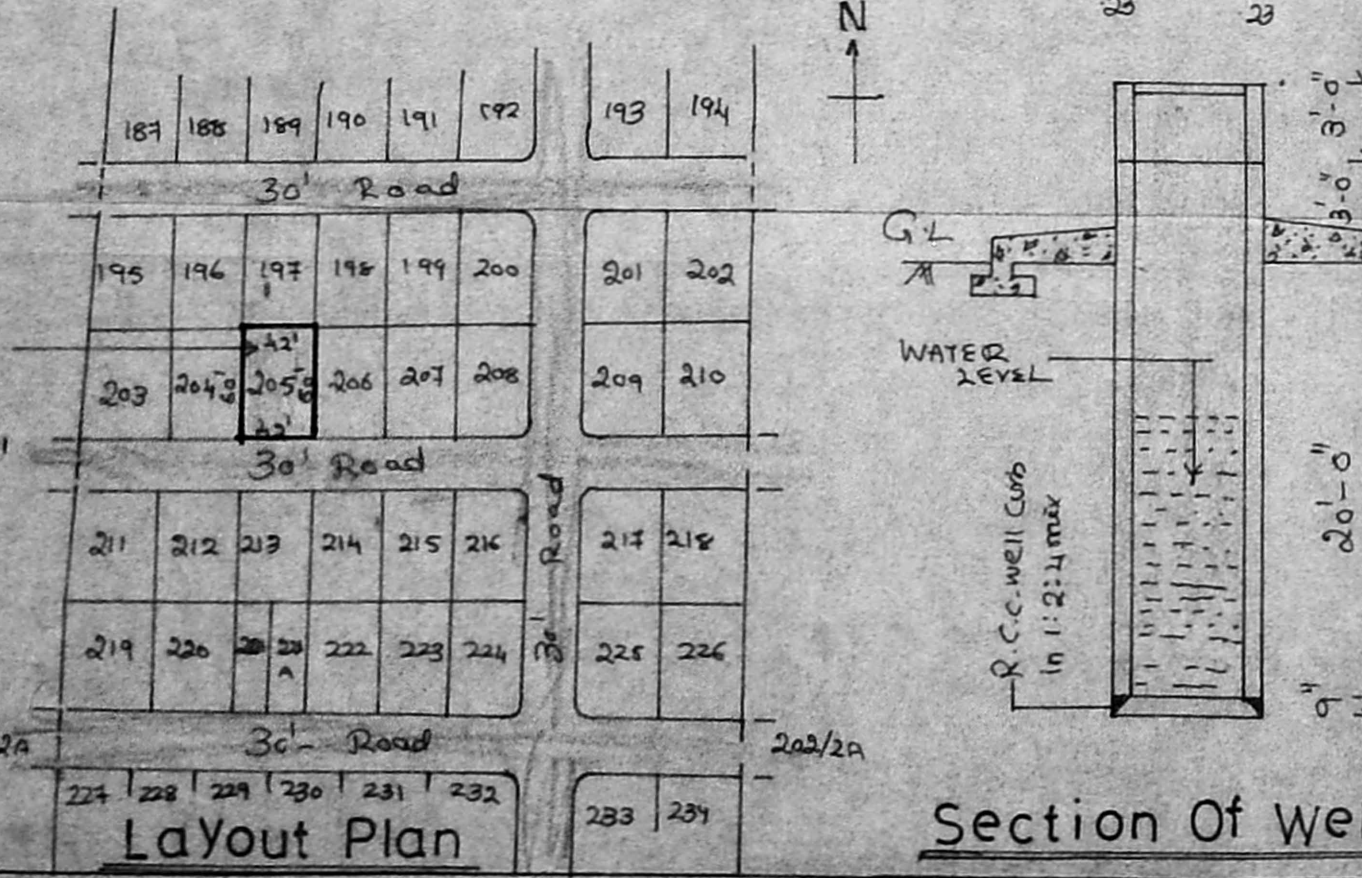 N
23 23
187 188 189 190 191 192 193 194
30' Road
195 196 197 198 199 200 201 202
42'
203 204 205 206 207 208 209 210
42'
30' Road
211 212 213 214 215 216 217 218
30' Road
219 220 A 222 223 224 225 226
2A 30'- Road 202/2A
227 228 229 230 231 232 233 234
Layout Plan
3'-0"
3'-0"
G.L
WATER
LEVEL
R.C.C. well Curb
in 1:2:4 mix
20'-0"
9"
Section Of We